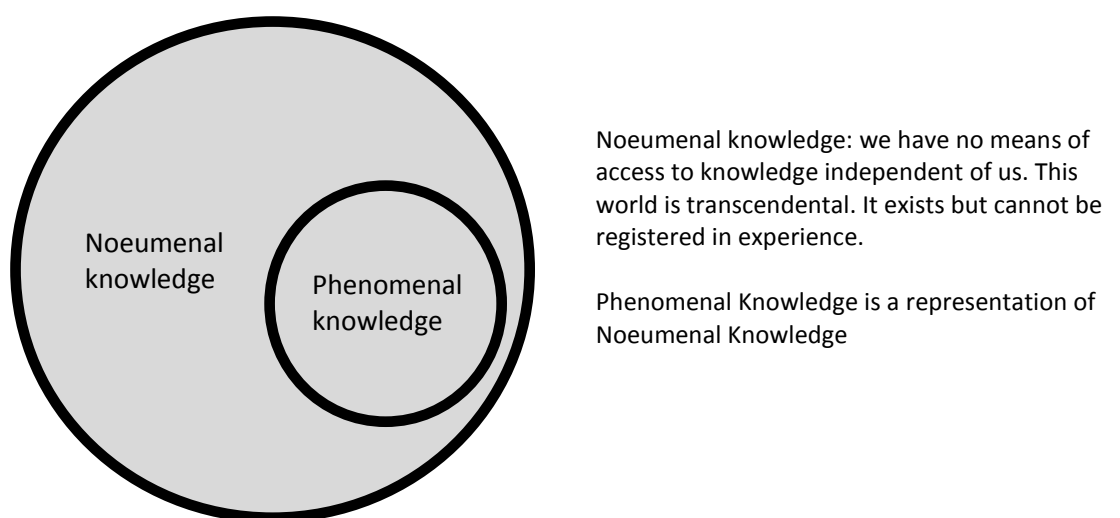 Noeumenal
knowledge
Phenomenal
knowledge
Noeumenal knowledge: we have no means of
access to knowledge independent of us. This
world is transcendental. It exists but cannot be
registered in experience.
Phenomenal Knowledge is a representation of
Noeumenal Knowledge